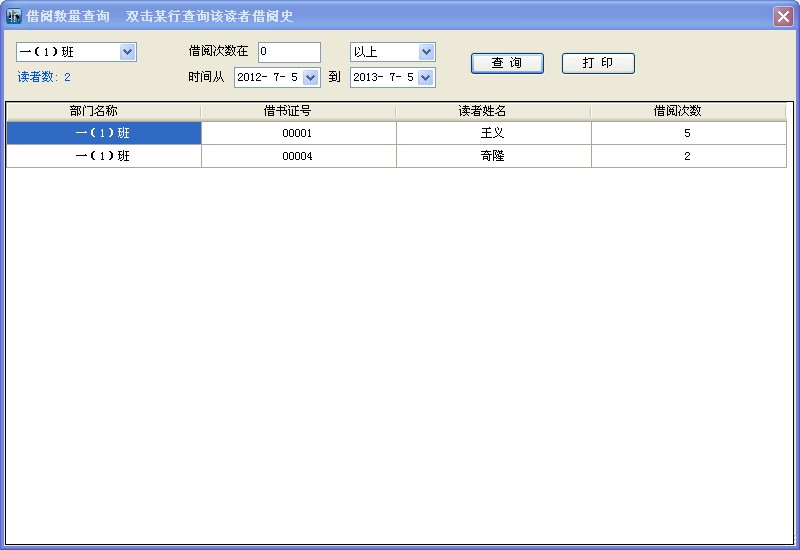 借阅数量查询 双击某行查询该读者借阅史
一（1）班 借阅次数在 0 以上 查 询 打 印
读者数: 2 时间从 2012- 7- 5 到 2013- 7- 5
部门名称 借书证号 读者姓名 借阅次数
一（1）班 00001 王义 5
一（1）班 00004 奇隆 2